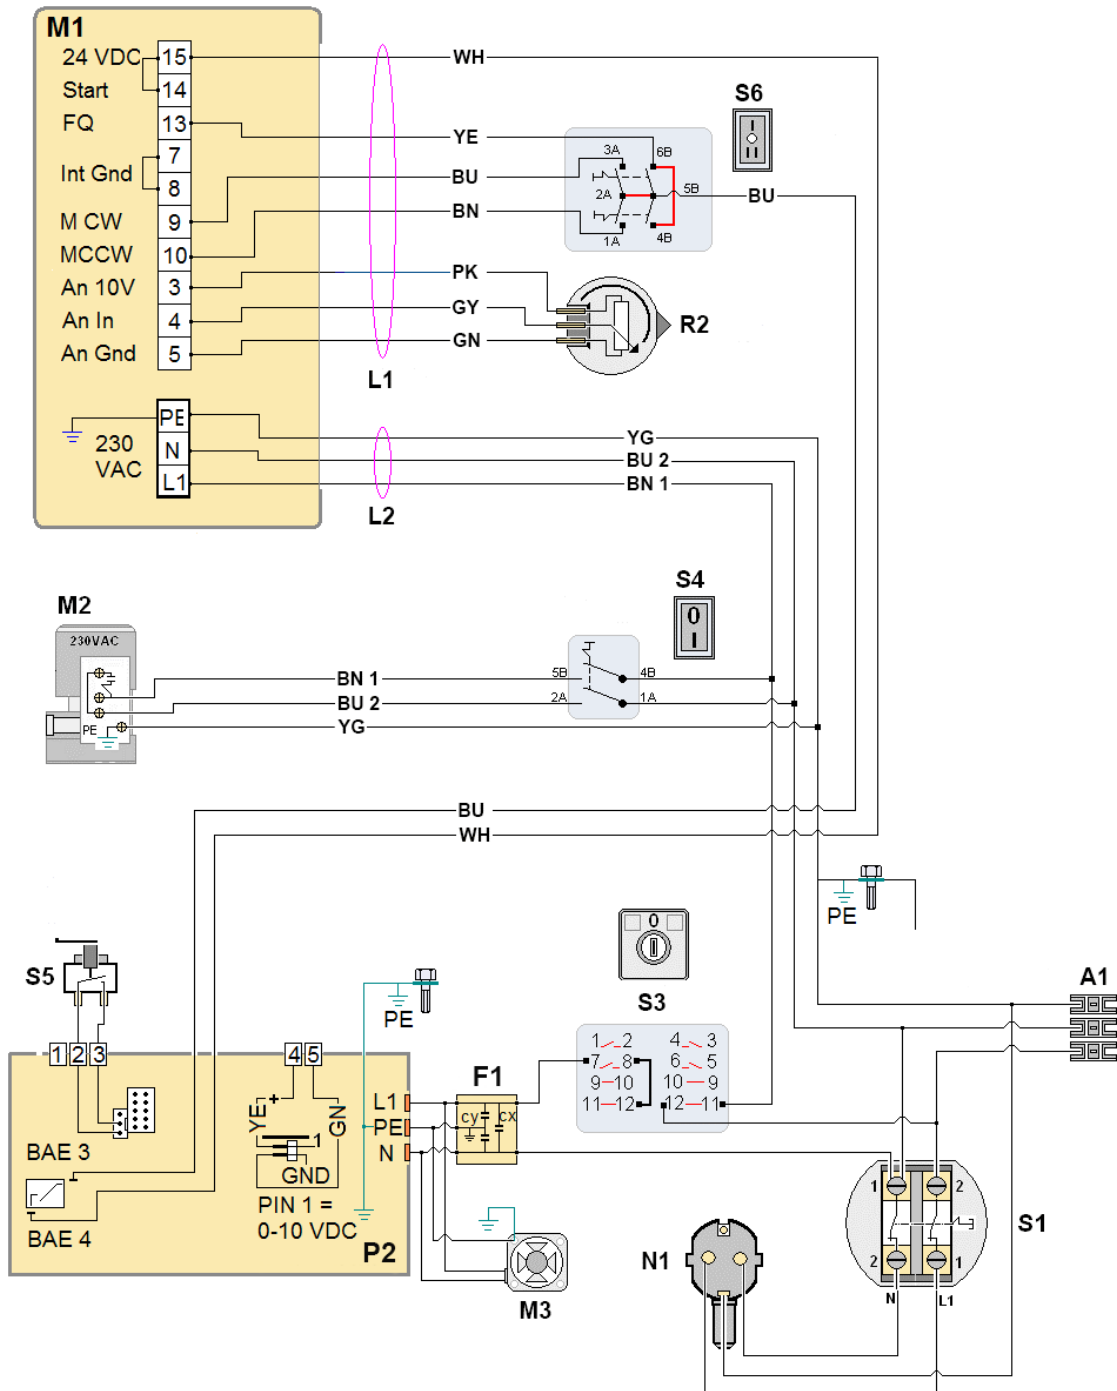 M1
24 VDC 15 WH
Start 14
FQ 13 YE
7
Int Gnd
8
BU
M CW 9
BN
MCCW 10
An 10V 3 PK
An In 4 GY
An Gnd 5 GN
L1
S6
I
II
3A 6B
2A 5B BU
1A 4B
R2
PE YG
230 VAC N BU 2
L1 BN 1
L2
S4
0
I
M2
230VAC
PE
BN 1 5B 4B
BU 2 2A 1A
YG
BU
WH
PE
S5
PE
0
S3
A1
1 2 4 3
7 8 6 5
9 10 10 9
11 12 12 11
1 2 3 4 5
F1
cy cx
L1
PE
N
YE + GN
1
GND
BAE 3
PIN 1 =
0-10 VDC
BAE 4
P2
M3
N1
1 2
S1
2 1
N L1